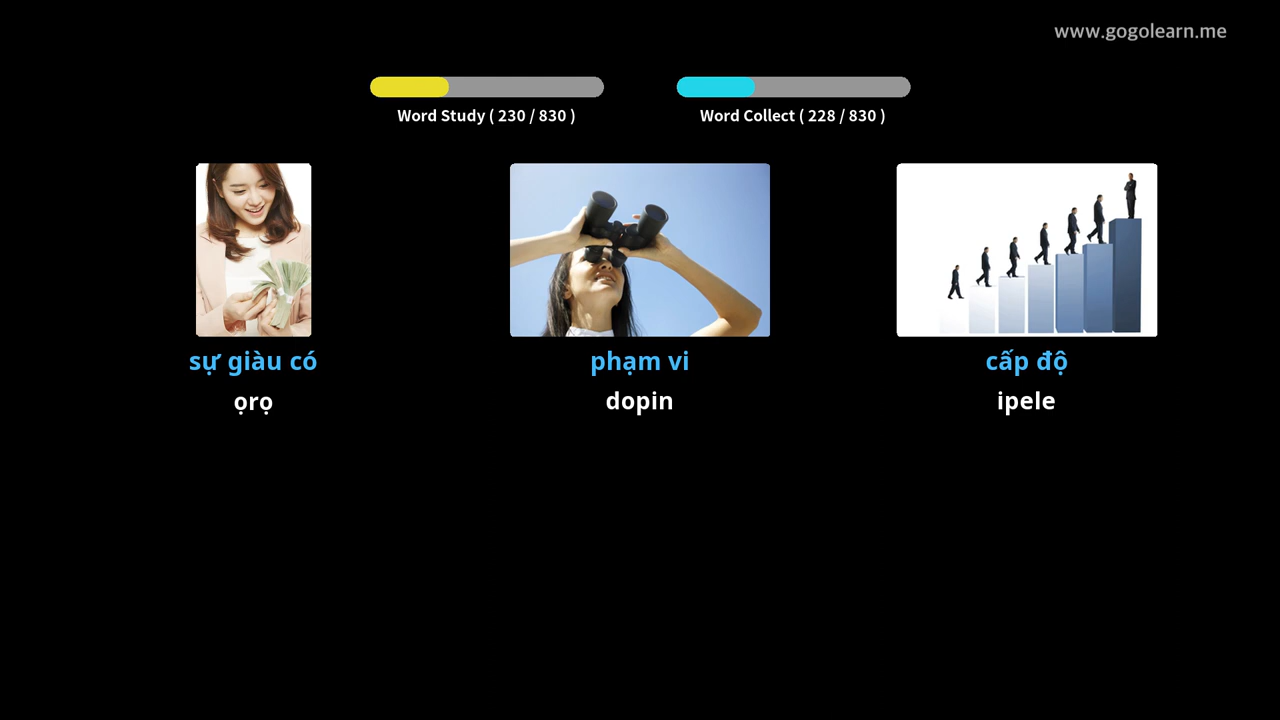 www.gogolearn.me
Word Study ( 230 / 830 )
Word Collect ( 228 / 830 )
sự giàu có
phạm vi
cấp độ
ọrọ
dopin
ipele